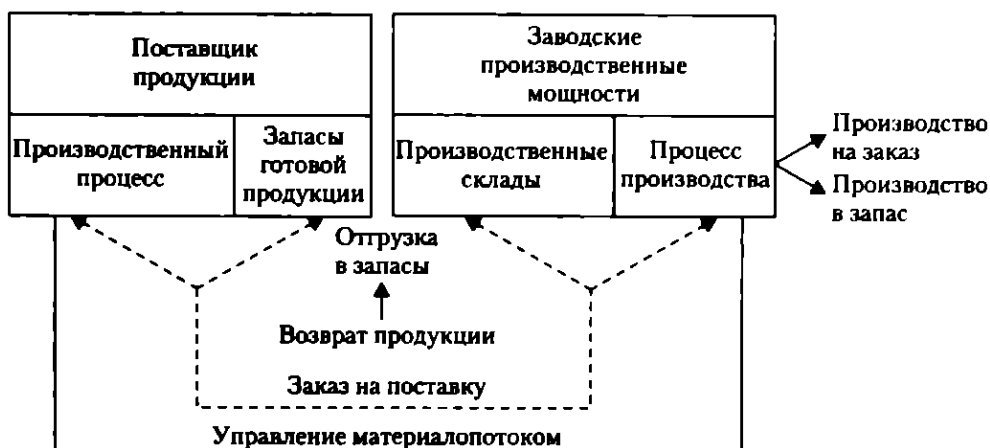 Поставщик
продукции
Заводские
производственные
мощности
Производственный
процесс
Запасы
готовой
продукции
Производственные
склады
Процесс
производства
Производство
на заказ
Производство
в запас
Отгрузка
в запасы
Возврат продукции
Заказ на поставку
Управление материалопотоком